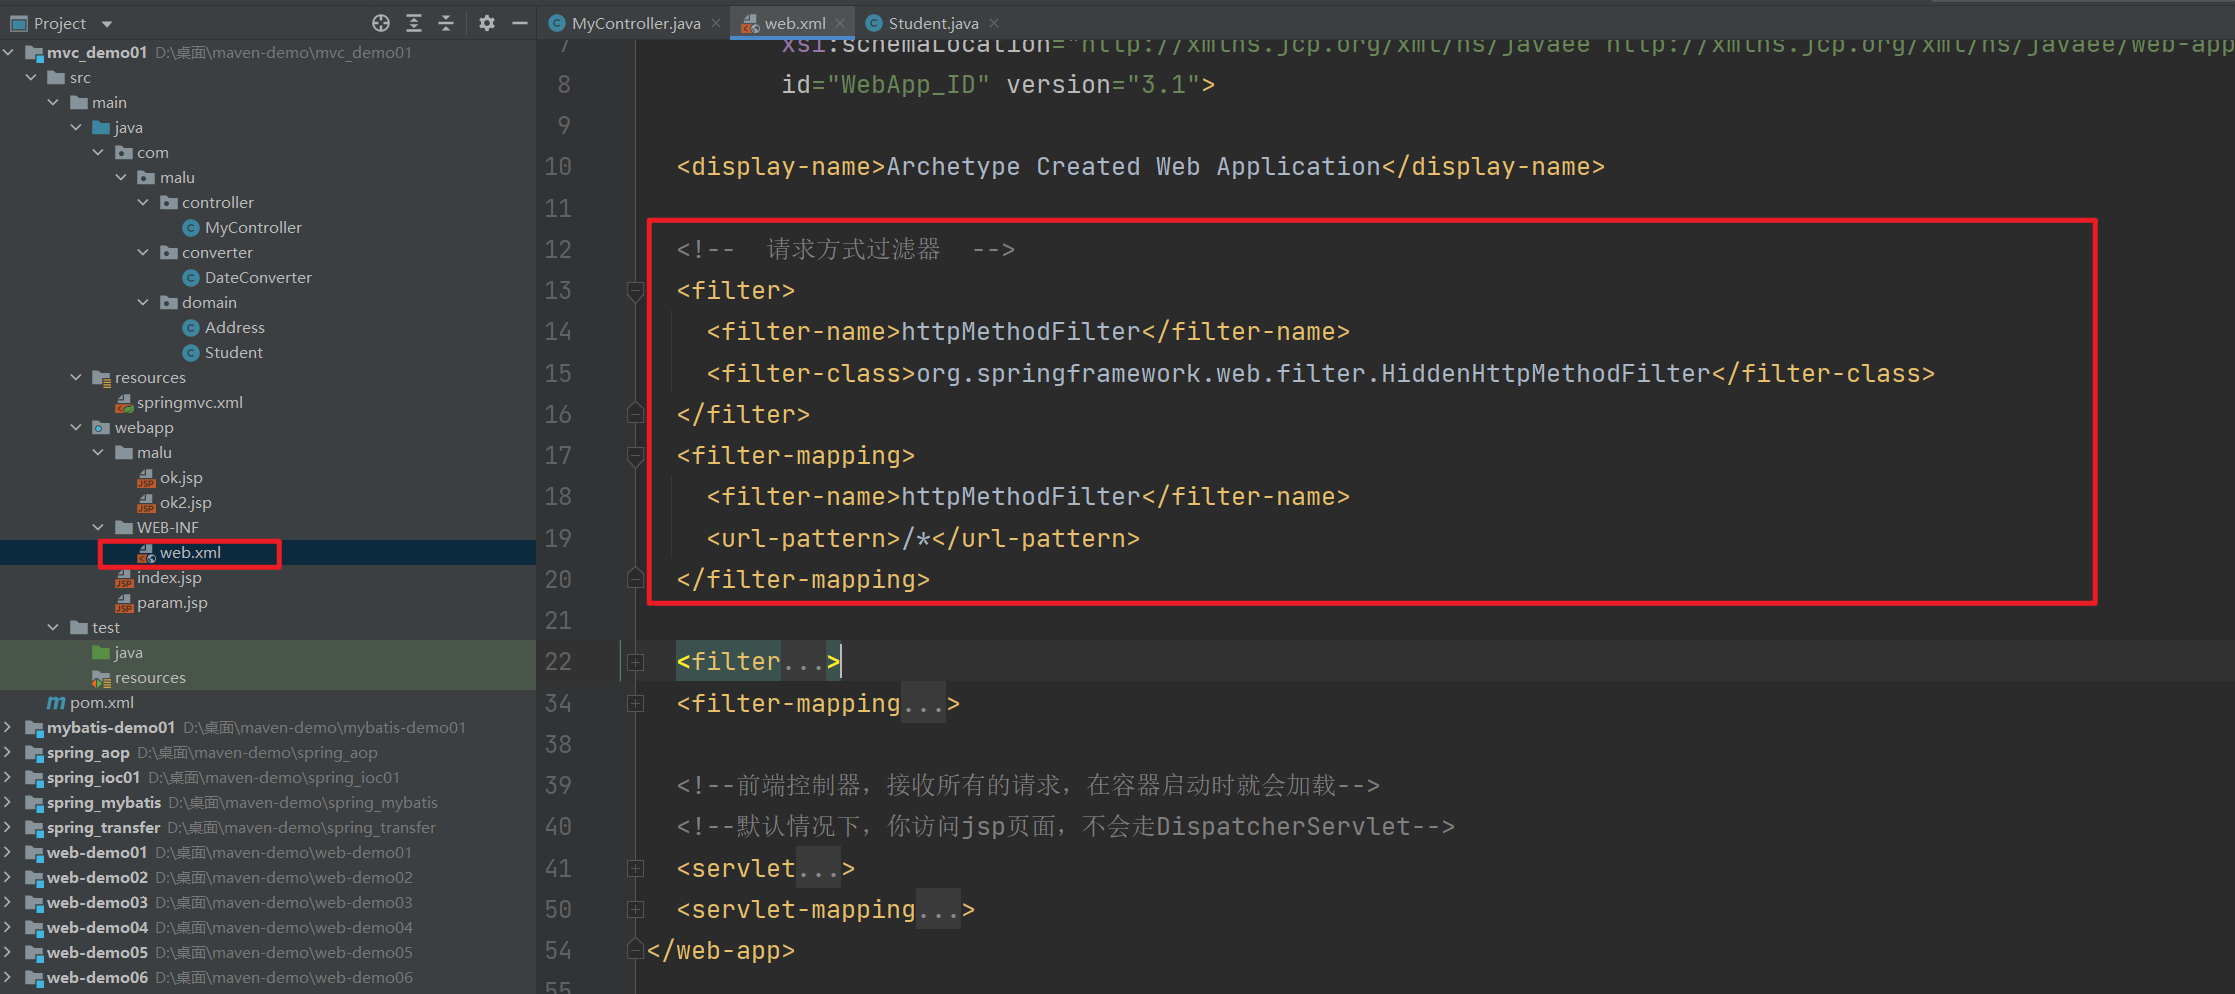 Project
mvc_demo01 D:\桌面\maven-demo\mvc_demo01
src
main
java
com
malu
controller
MyController
converter
DateConverter
domain
Address
Student
resources
springmvc.xml
webapp
malu
ok.jsp
ok2.jsp
WEB-INF
web.xml
index.jsp
param.jsp
test
java
resources
pom.xml
mybatis-demo01 D:\桌面\maven-demo\mybatis-demo01
spring_aop D:\桌面\maven-demo\spring_aop
spring_ioc01 D:\桌面\maven-demo\spring_ioc01
spring_mybatis D:\桌面\maven-demo\spring_mybatis
spring_transfer D:\桌面\maven-demo\spring_transfer
web-demo01 D:\桌面\maven-demo\web-demo01
web-demo02 D:\桌面\maven-demo\web-demo02
web-demo03 D:\桌面\maven-demo\web-demo03
web-demo04 D:\桌面\maven-demo\web-demo04
web-demo05 D:\桌面\maven-demo\web-demo05
web-demo06 D:\桌面\maven-demo\web-demo06
MyController.java web.xml Student.java
7 xsi:schemaLocation="http://xmlns.jcp.org/xml/ns/javaee http://xmlns.jcp.org/xml/ns/javaee/web-app
8 id="WebApp_ID" version="3.1">
9
10 <display-name>Archetype Created Web Application</display-name>
11
12 <!-- 请求方式过滤器 -->
13 <filter>
14 <filter-name>httpMethodFilter</filter-name>
15 <filter-class>org.springframework.web.filter.HiddenHttpMethodFilter</filter-class>
16 </filter>
17 <filter-mapping>
18 <filter-name>httpMethodFilter</filter-name>
19 <url-pattern>/*</url-pattern>
20 </filter-mapping>
21
22 <filter...>
34 <filter-mapping...>
38
39 <!--前端控制器，接收所有的请求，在容器启动时就会加载-->
40 <!--默认情况下，你访问jsp页面，不会走DispatcherServlet-->
41 <servlet...>
50 <servlet-mapping...>
54 </web-app>
55